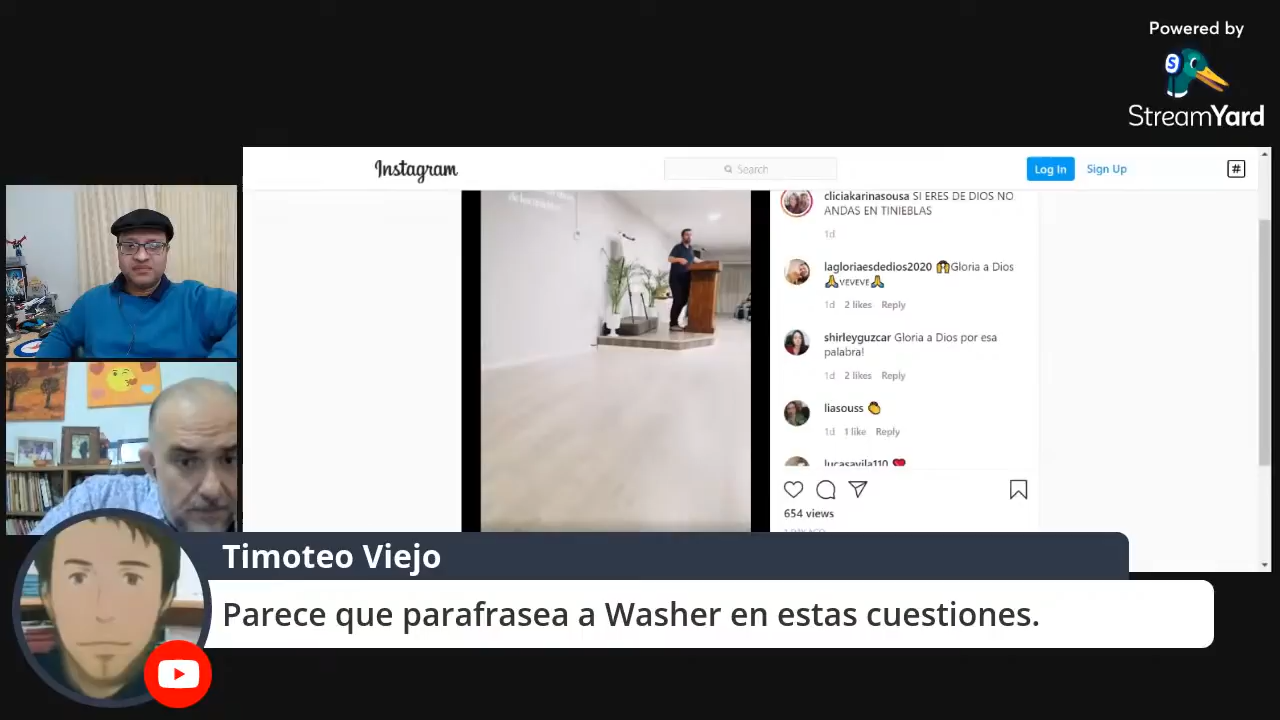 Powered by
StreamYard
Instagram
Search
Log In
Sign Up
cliciakarinasousa SI ERES DE DIOS NO
ANDAS EN TINIEBLAS
1d
lagloriaesdedios2020 🙌Gloria a Dios
🙏VEVEVE🙏
1d 2 likes Reply
shirleyguzcar Gloria a Dios por esa
palabra!
1d 2 likes Reply
liasouss 👏
1d 1 like Reply
lucasavila110 ❤️
654 views
Timoteo Viejo
Parece que parafrasea a Washer en estas cuestiones.